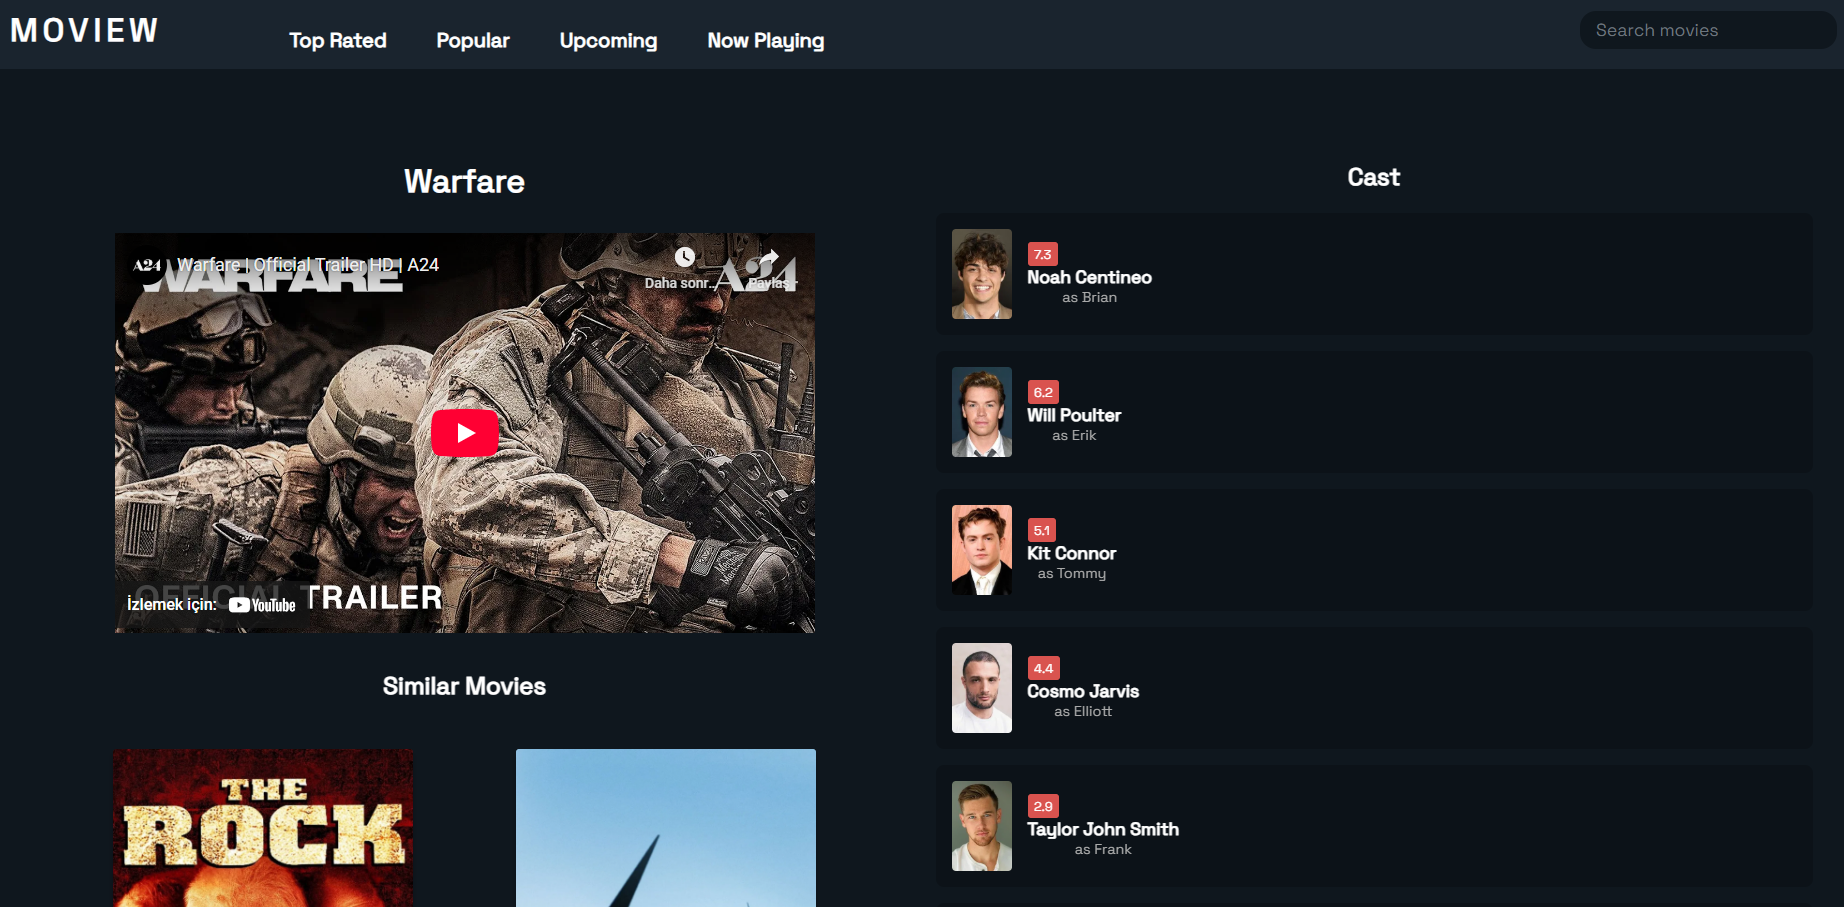 MOVIEW
Top Rated
Popular
Upcoming
Now Playing
Search movies
Warfare
A24
Warfare | Official Trailer HD | A24
WARFARE
Daha sonr...
Paylaş
A24
OFFICIAL TRAILER
İzlemek için: YouTube
Similar Movies
THE
ROCK
Cast
7.3
Noah Centineo
as Brian
6.2
Will Poulter
as Erik
5.1
Kit Connor
as Tommy
4.4
Cosmo Jarvis
as Elliott
2.9
Taylor John Smith
as Frank